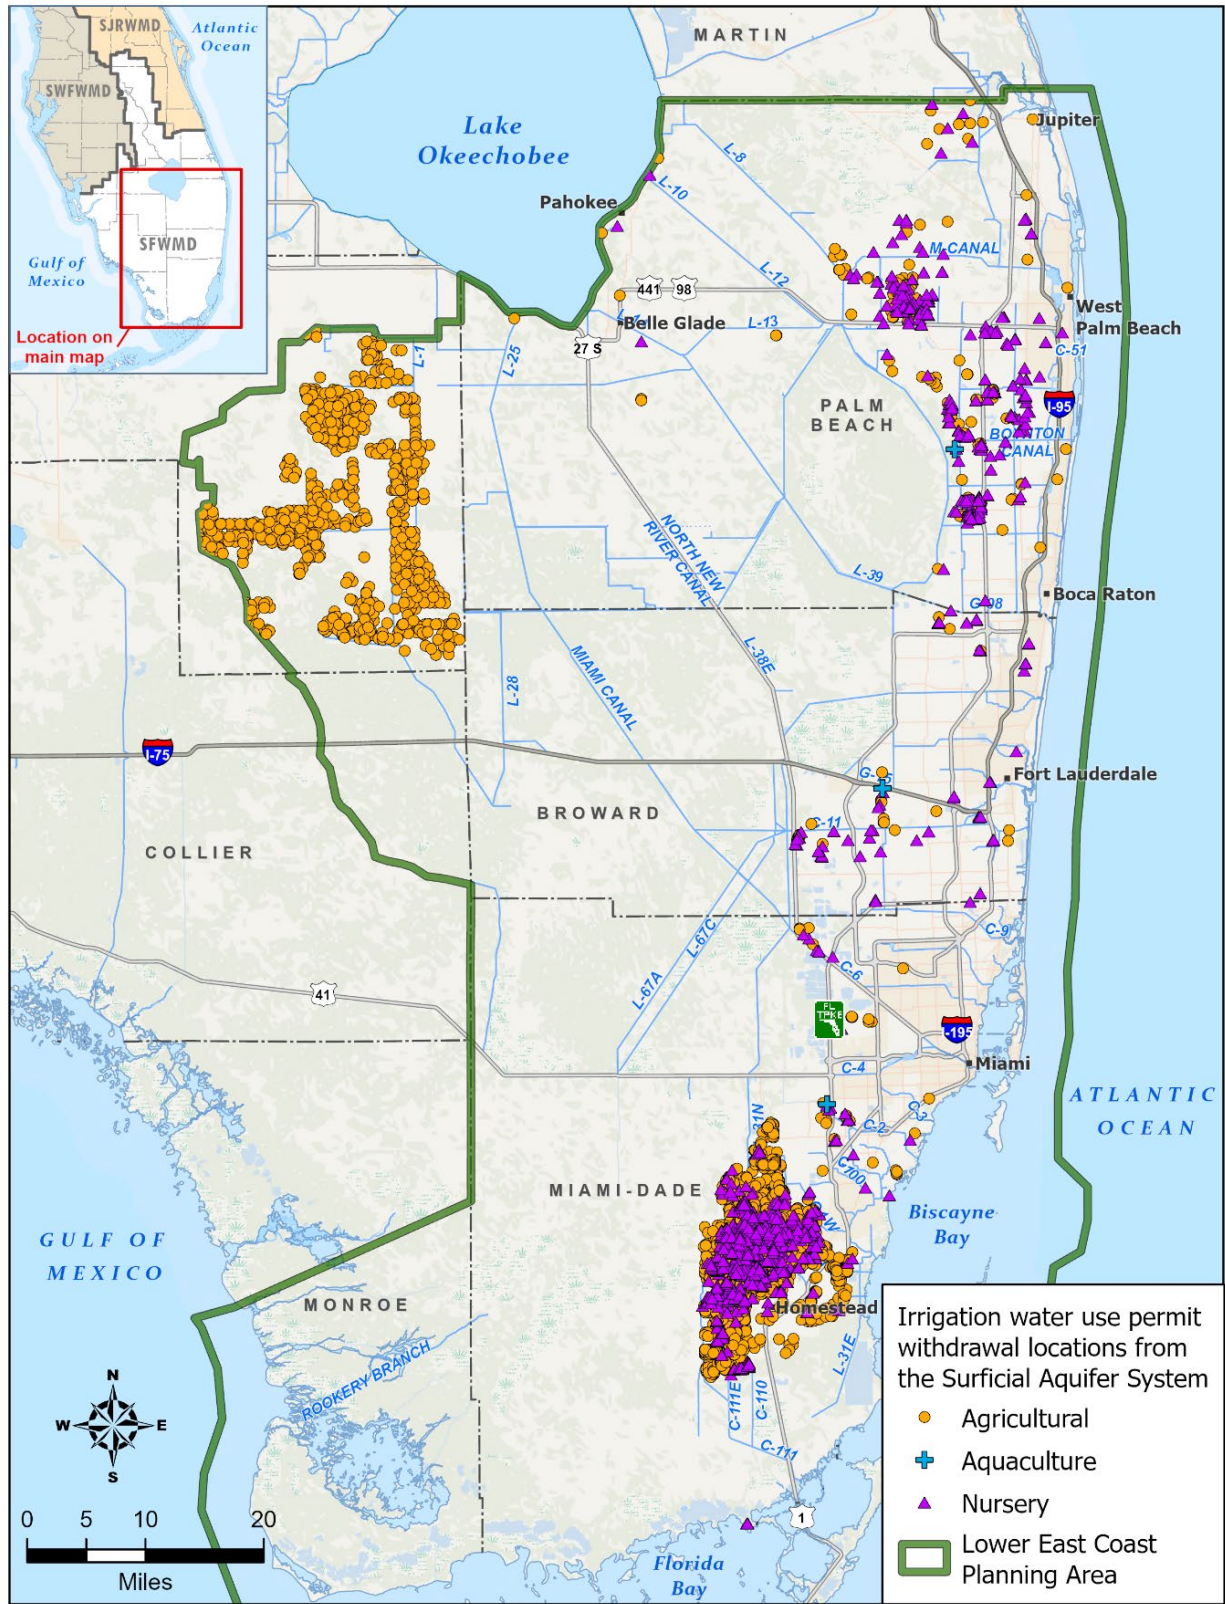 SJRWMD
Atlantic
Ocean
SWFWMD
SFWMD
Gulf of
Mexico
Location on
main map
MARTIN
Lake
Okeechobee
Jupiter
L-8
L-10
Pahokee
M CANAL
L-12
441
98
West
Palm Beach
Belle Glade
L-13
27 S
C-51
L-1
L-25
PALM
BEACH
I-95
BOYNTON
CANAL
NORTH NEW
RIVER CANAL
L-39
Boca Raton
L-38E
MIAMI CANAL
L-28
I-75
Fort Lauderdale
BROWARD
C-11
COLLIER
C-9
L-67C
C-6
L-67A
41
FL
TPKE
I-195
C-4
Miami
ATLANTIC
OCEAN
C-2
C-3
MIAMI-DADE
Biscayne
Bay
GULF OF
MEXICO
MONROE
Homestead
L-31E
ROOKERY BRANCH
C-111E
C-110
C-111
1
Florida
Bay
N
W
E
S
0 5 10 20
Miles
Irrigation water use permit
withdrawal locations from
the Surficial Aquifer System
Agricultural
Aquaculture
Nursery
Lower East Coast
Planning Area